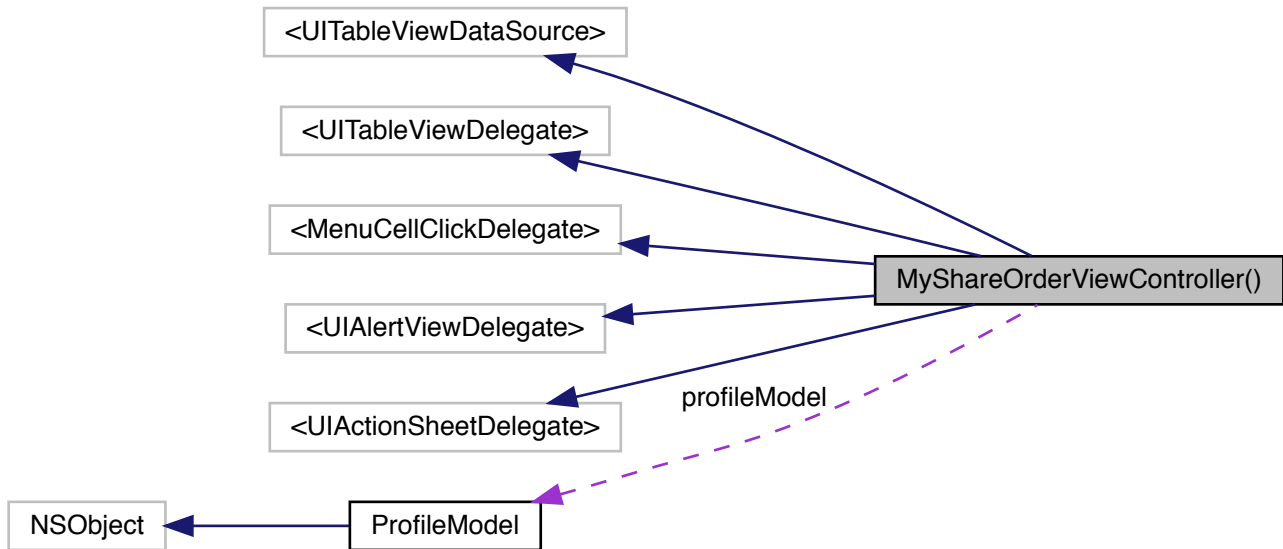 <UITableViewDataSource>
<UITableViewDelegate>
<MenuCellClickDelegate>
MyShareOrderViewController()
<UIAlertViewDelegate>
<UIActionSheetDelegate>
profileModel
NSObject
ProfileModel